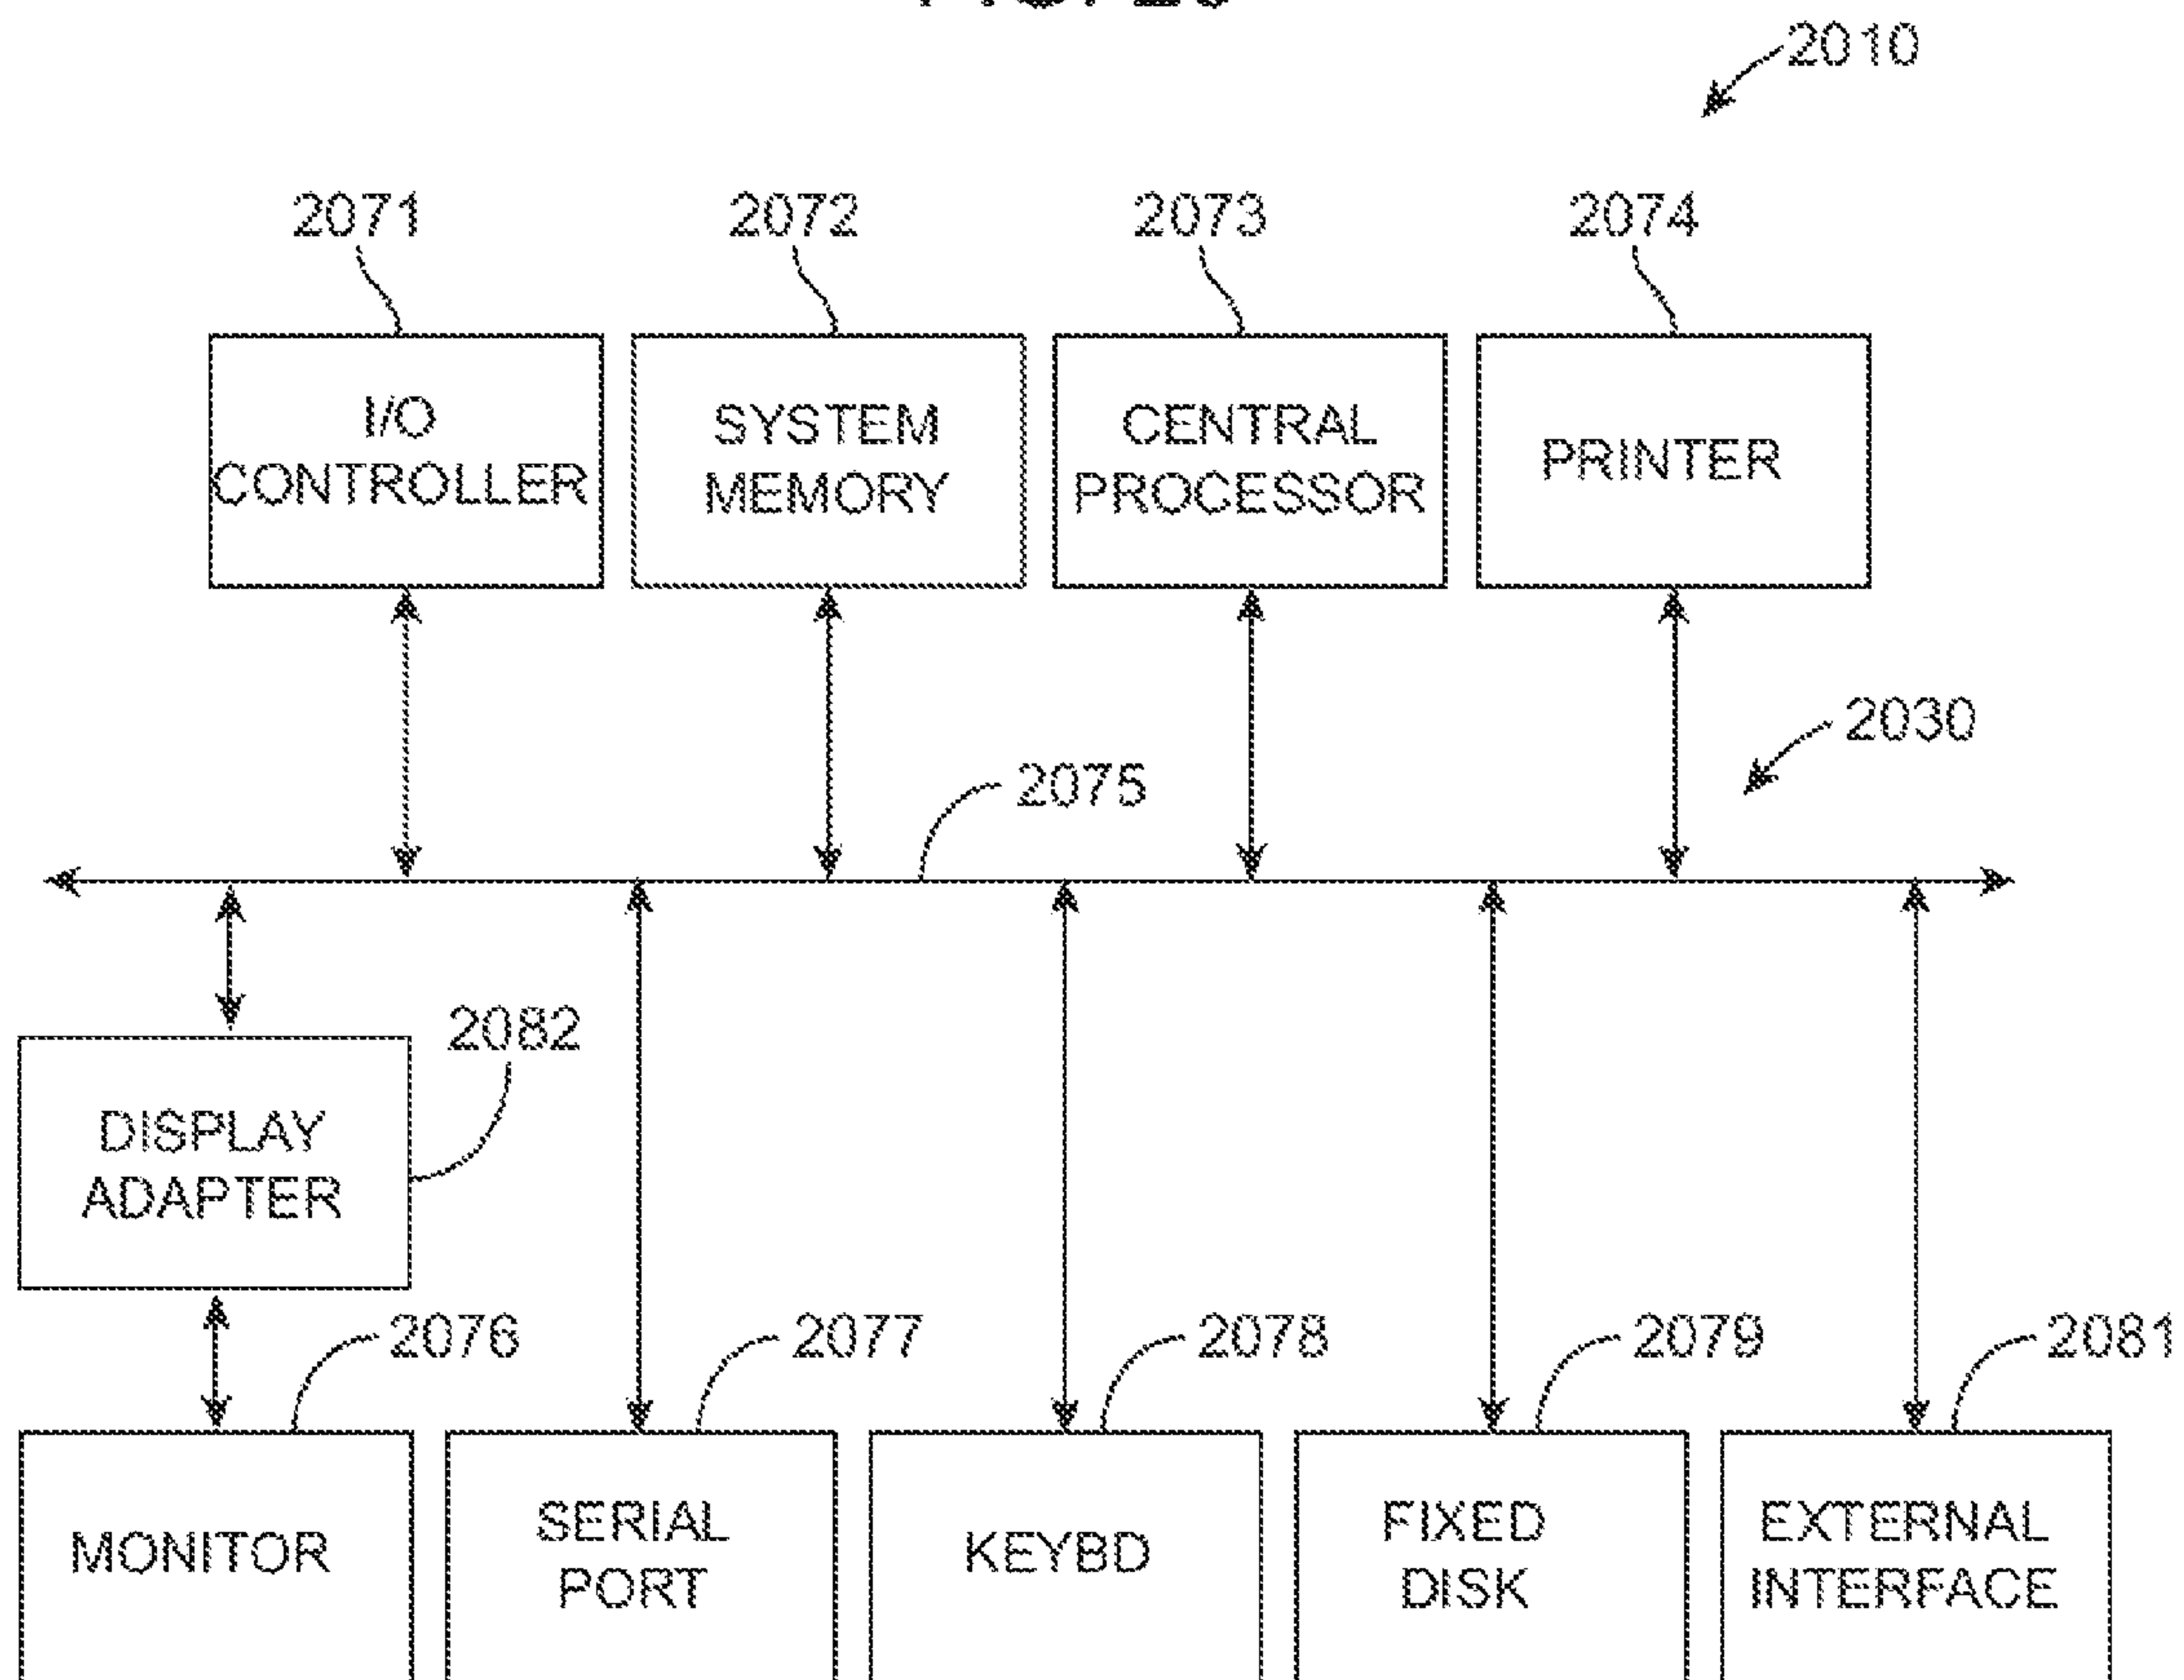 2010
2071
2072
2073
2074
I/O
CONTROLLER
SYSTEM
MEMORY
CENTRAL
PROCESSOR
PRINTER
2030
2075
2082
DISPLAY
ADAPTER
2076
2077
2078
2079
2081
MONITOR
SERIAL
PORT
KEYBD
FIXED
DISK
EXTERNAL
INTERFACE